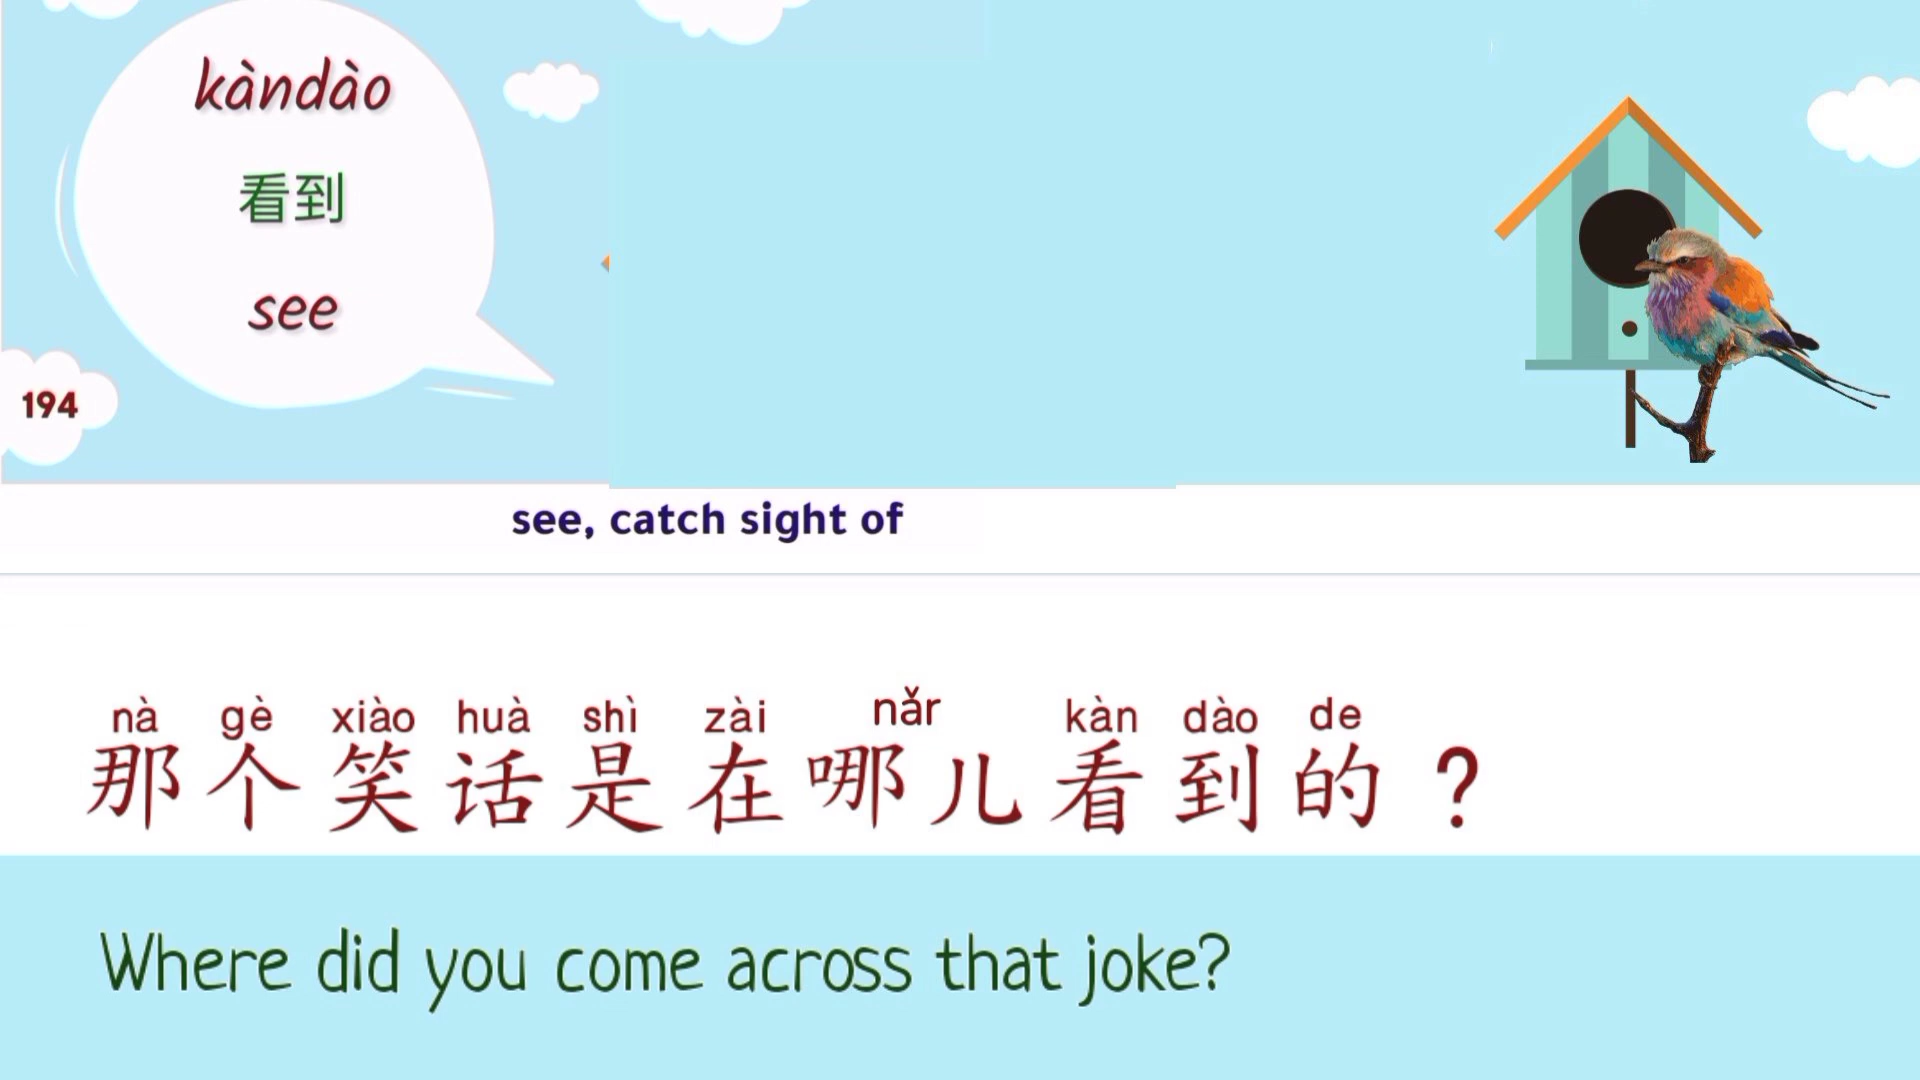 kàndào
看到
see
194
see, catch sight of
nà gè xiào huà shì zài nǎr kàn dào de
那个笑话是在哪儿看到的？
Where did you come across that joke?